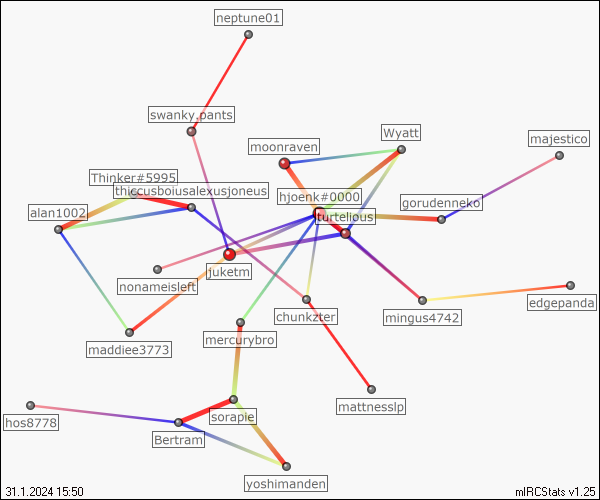 neptune01
swanky.pants
moonraven
Wyatt
majestico
Thinker#5995
thiccusboiusalexusjoneus
hjoenk#0000
gorudenneko
alan1002
turtelous
juketm
nonameisleft
edgepanda
chunkzter
mingus4742
mercurybro
maddiee3773
mattnesslp
hos8778
sorapie
Bertram
yoshimanden
31.1.2024 15:50
mIRCStats v1.25